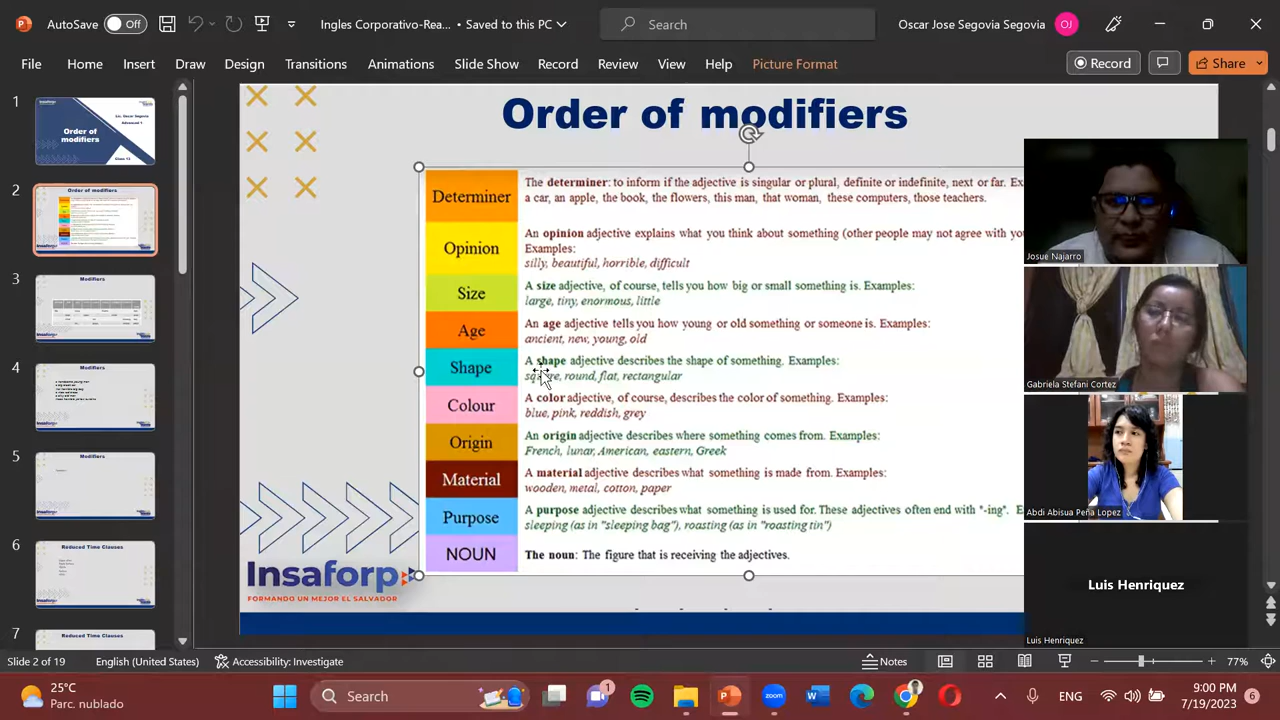 AutoSave Off Ingles Corporativo-Rea... • Saved to this PC Search Oscar Jose Segovia Segovia OJ
File Home Insert Draw Design Transitions Animations Slide Show Record Review View Help Picture Format Record Share
1
Order of
modifiers
2
Order of modifiers
3
Modifiers
4
Modifiers
5
Modifiers
6
Reduced Time Clauses
7
Reduced Time Clauses
Order of modifiers
Determiner
The determiner: to inform if the adjective is singular or plural, definite or indefinite, next or far. Ex
a car, an apple, the book, the flowers, this man, that woman, these computers, those teachers.
Opinion
An opinion adjective explains what you think about something (other people may not agree with you
Examples:
silly, beautiful, horrible, difficult
Size
A size adjective, of course, tells you how big or small something is. Examples:
large, tiny, enormous, little
Age
An age adjective tells you how young or old something or someone is. Examples:
ancient, new, young, old
Shape
A shape adjective describes the shape of something. Examples:
round, flat, rectangular
Colour
A color adjective, of course, describes the color of something. Examples:
blue, pink, reddish, grey
Origin
An origin adjective describes where something comes from. Examples:
French, lunar, American, eastern, Greek
Material
A material adjective describes what something is made from. Examples:
wooden, metal, cotton, paper
Purpose
A purpose adjective describes what something is used for. These adjectives often end with "-ing". E
sleeping (as in "sleeping bag"), roasting (as in "roasting tin")
NOUN
The noun: The figure that is receiving the adjectives.
Insaforp
FORMANDO UN MEJOR EL SALVADOR
Josue Najarro
Gabriela Stefani Cortez
Abdi Abisua Peña Lopez
Luis Henriquez
Luis Henriquez
Slide 2 of 19 English (United States) Accessibility: Investigate Notes 77%
25°C
Parc. nublado
Search
1
ENG
9:00 PM
7/19/2023
6